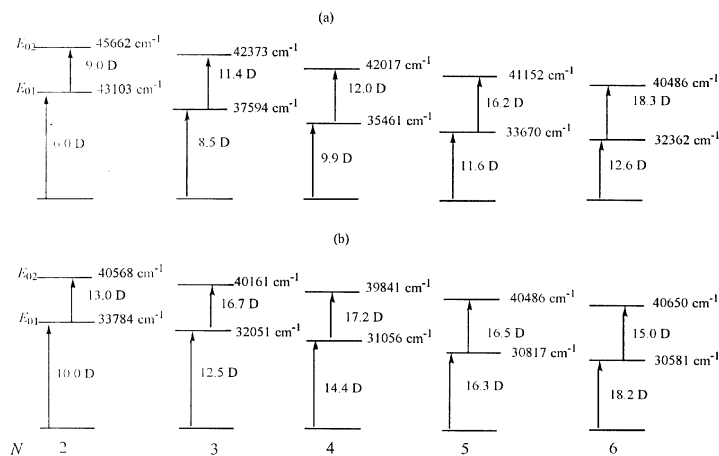 (a)
E02 45662 cm-1 42373 cm-1 42017 cm-1 41152 cm-1 40486 cm-1
9.0 D 11.4 D 12.0 D 16.2 D 18.3 D
E01 43103 cm-1 37594 cm-1 35461 cm-1 33670 cm-1 32362 cm-1
6.0 D 8.5 D 9.9 D 11.6 D 12.6 D
(b)
E02 40568 cm-1 40161 cm-1 39841 cm-1 40486 cm-1 40650 cm-1
13.0 D 16.7 D 17.2 D 16.5 D 15.0 D
E01 33784 cm-1 32051 cm-1 31056 cm-1 30817 cm-1 30581 cm-1
10.0 D 12.5 D 14.4 D 16.3 D 18.2 D
N 2 3 4 5 6